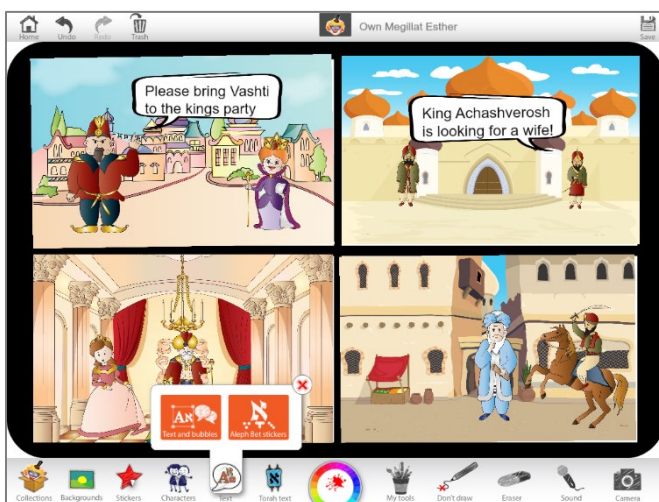 Own Megillat Esther
Home
Undo
Redo
Trash
Save
Please bring Vashti
to the kings party
King Achashverosh
is looking for a wife!
Aא
Text and bubbles
א
Aleph Bet stickers
Collections
Backgrounds
Stickers
Characters
Text
Torah text
My tools
Don't draw
Eraser
Sound
Camera